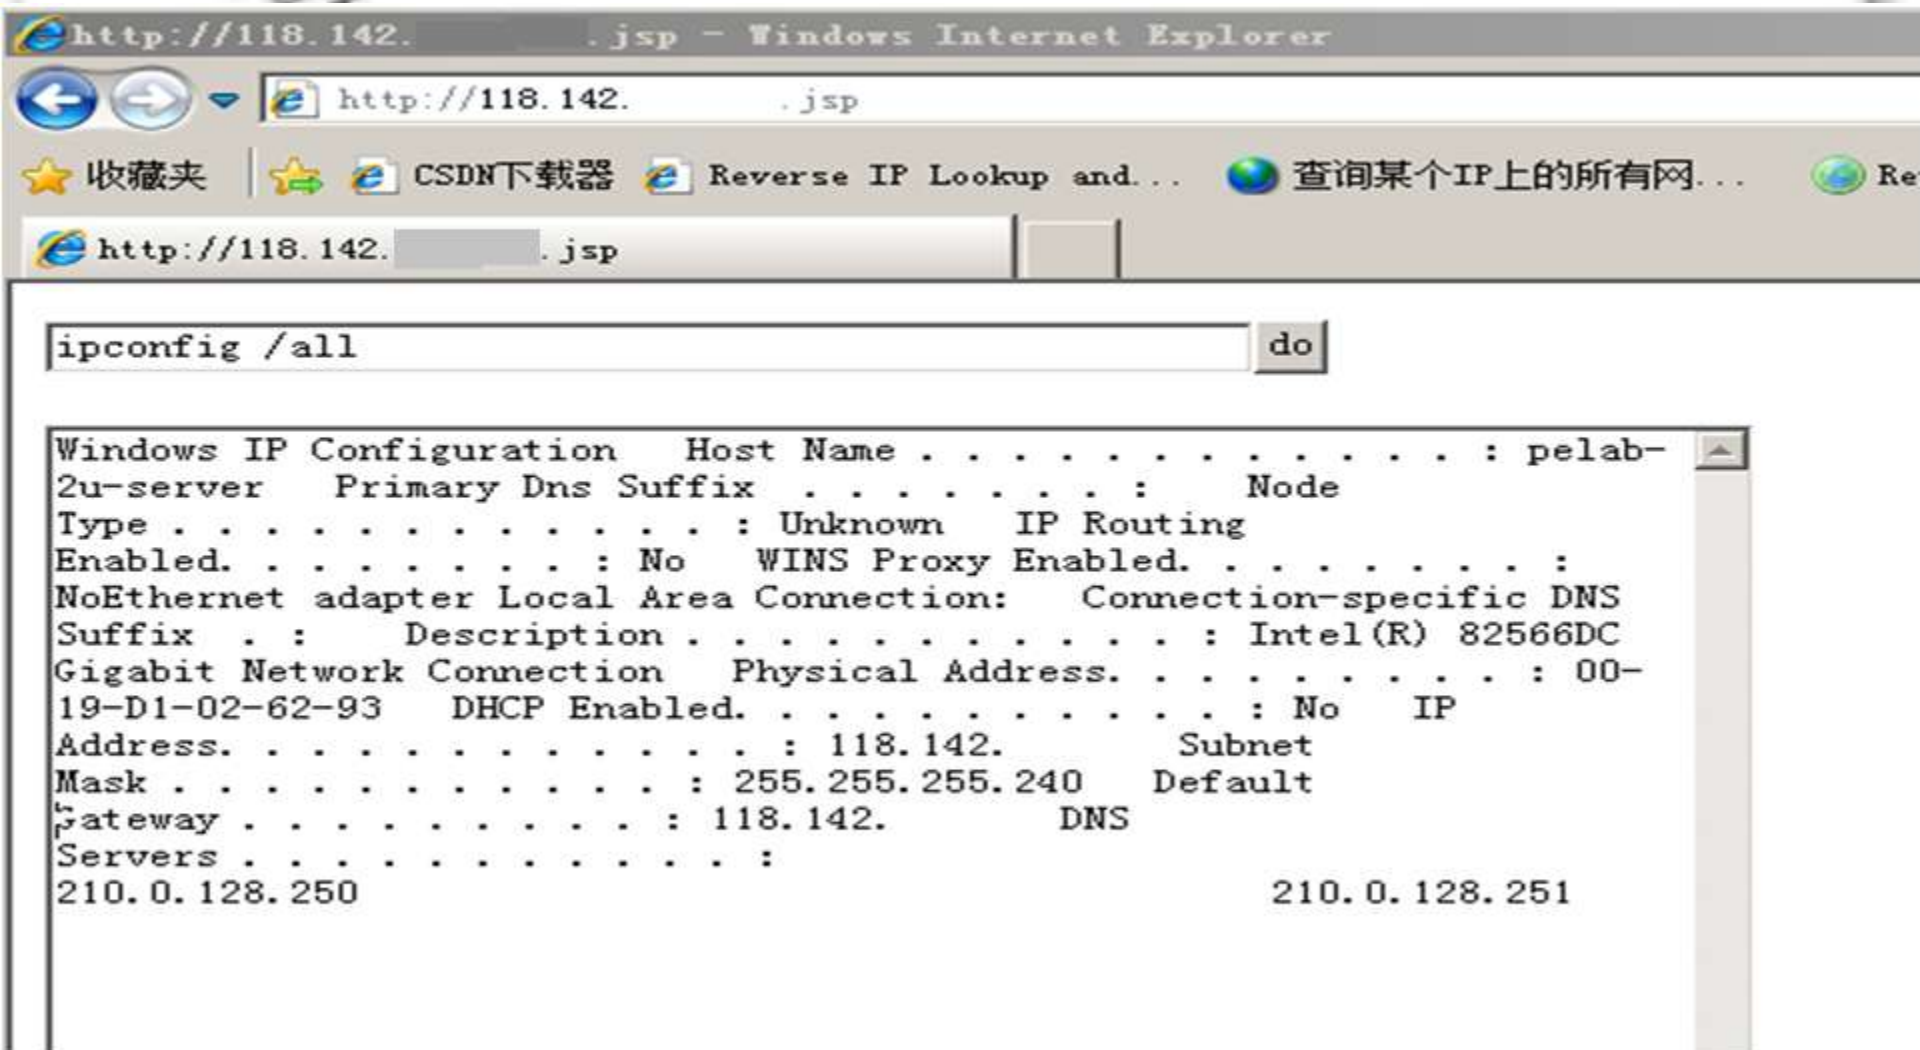 http://118.142. .jsp - Windows Internet Explorer
http://118.142. .jsp
收藏夹 CSDN下载器 Reverse IP Lookup and... 查询某个IP上的所有网... Re
http://118.142. .jsp
ipconfig /all do
Windows IP Configuration Host Name . . . . . . . . . . . . : pelab-
2u-server Primary Dns Suffix . . . . . . . : Node
Type . . . . . . . . . . . . : Unknown IP Routing
Enabled. . . . . . . . : No WINS Proxy Enabled. . . . . . . . :
NoEthernet adapter Local Area Connection: Connection-specific DNS
Suffix . : Description . . . . . . . . . . . : Intel(R) 82566DC
Gigabit Network Connection Physical Address. . . . . . . . . : 00-
19-D1-02-62-93 DHCP Enabled. . . . . . . . . . . : No IP
Address. . . . . . . . . . . . : 118.142. Subnet
Mask . . . . . . . . . . . : 255.255.255.240 Default
Gateway . . . . . . . . . : 118.142. DNS
Servers . . . . . . . . . . . :
210.0.128.250 210.0.128.251